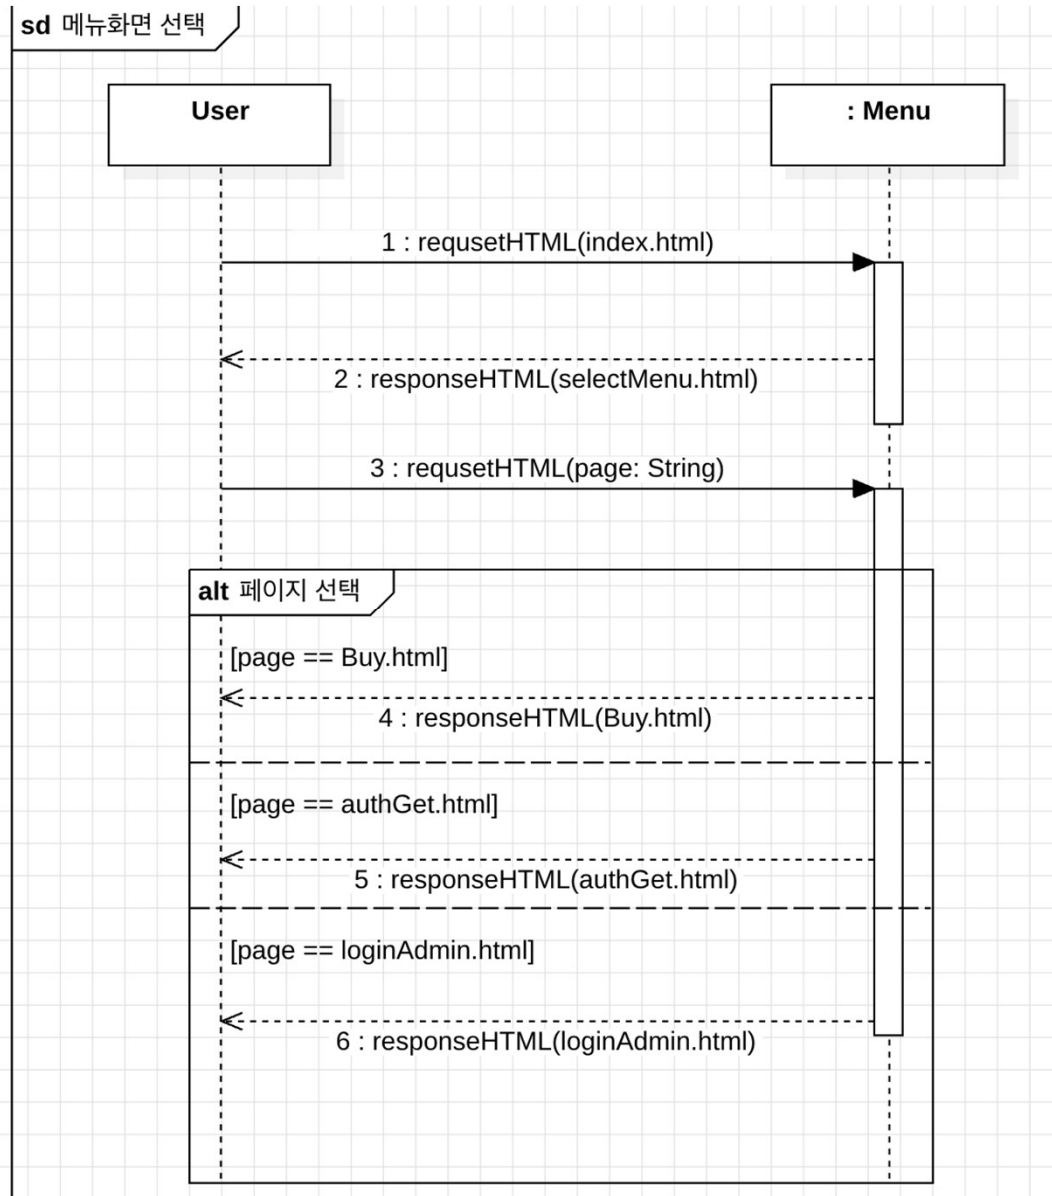 sd 메뉴화면 선택
User
: Menu
1 : requsetHTML(index.html)
2 : responseHTML(selectMenu.html)
3 : requsetHTML(page: String)
alt 페이지 선택
[page == Buy.html]
4 : responseHTML(Buy.html)
[page == authGet.html]
5 : responseHTML(authGet.html)
[page == loginAdmin.html]
6 : responseHTML(loginAdmin.html)